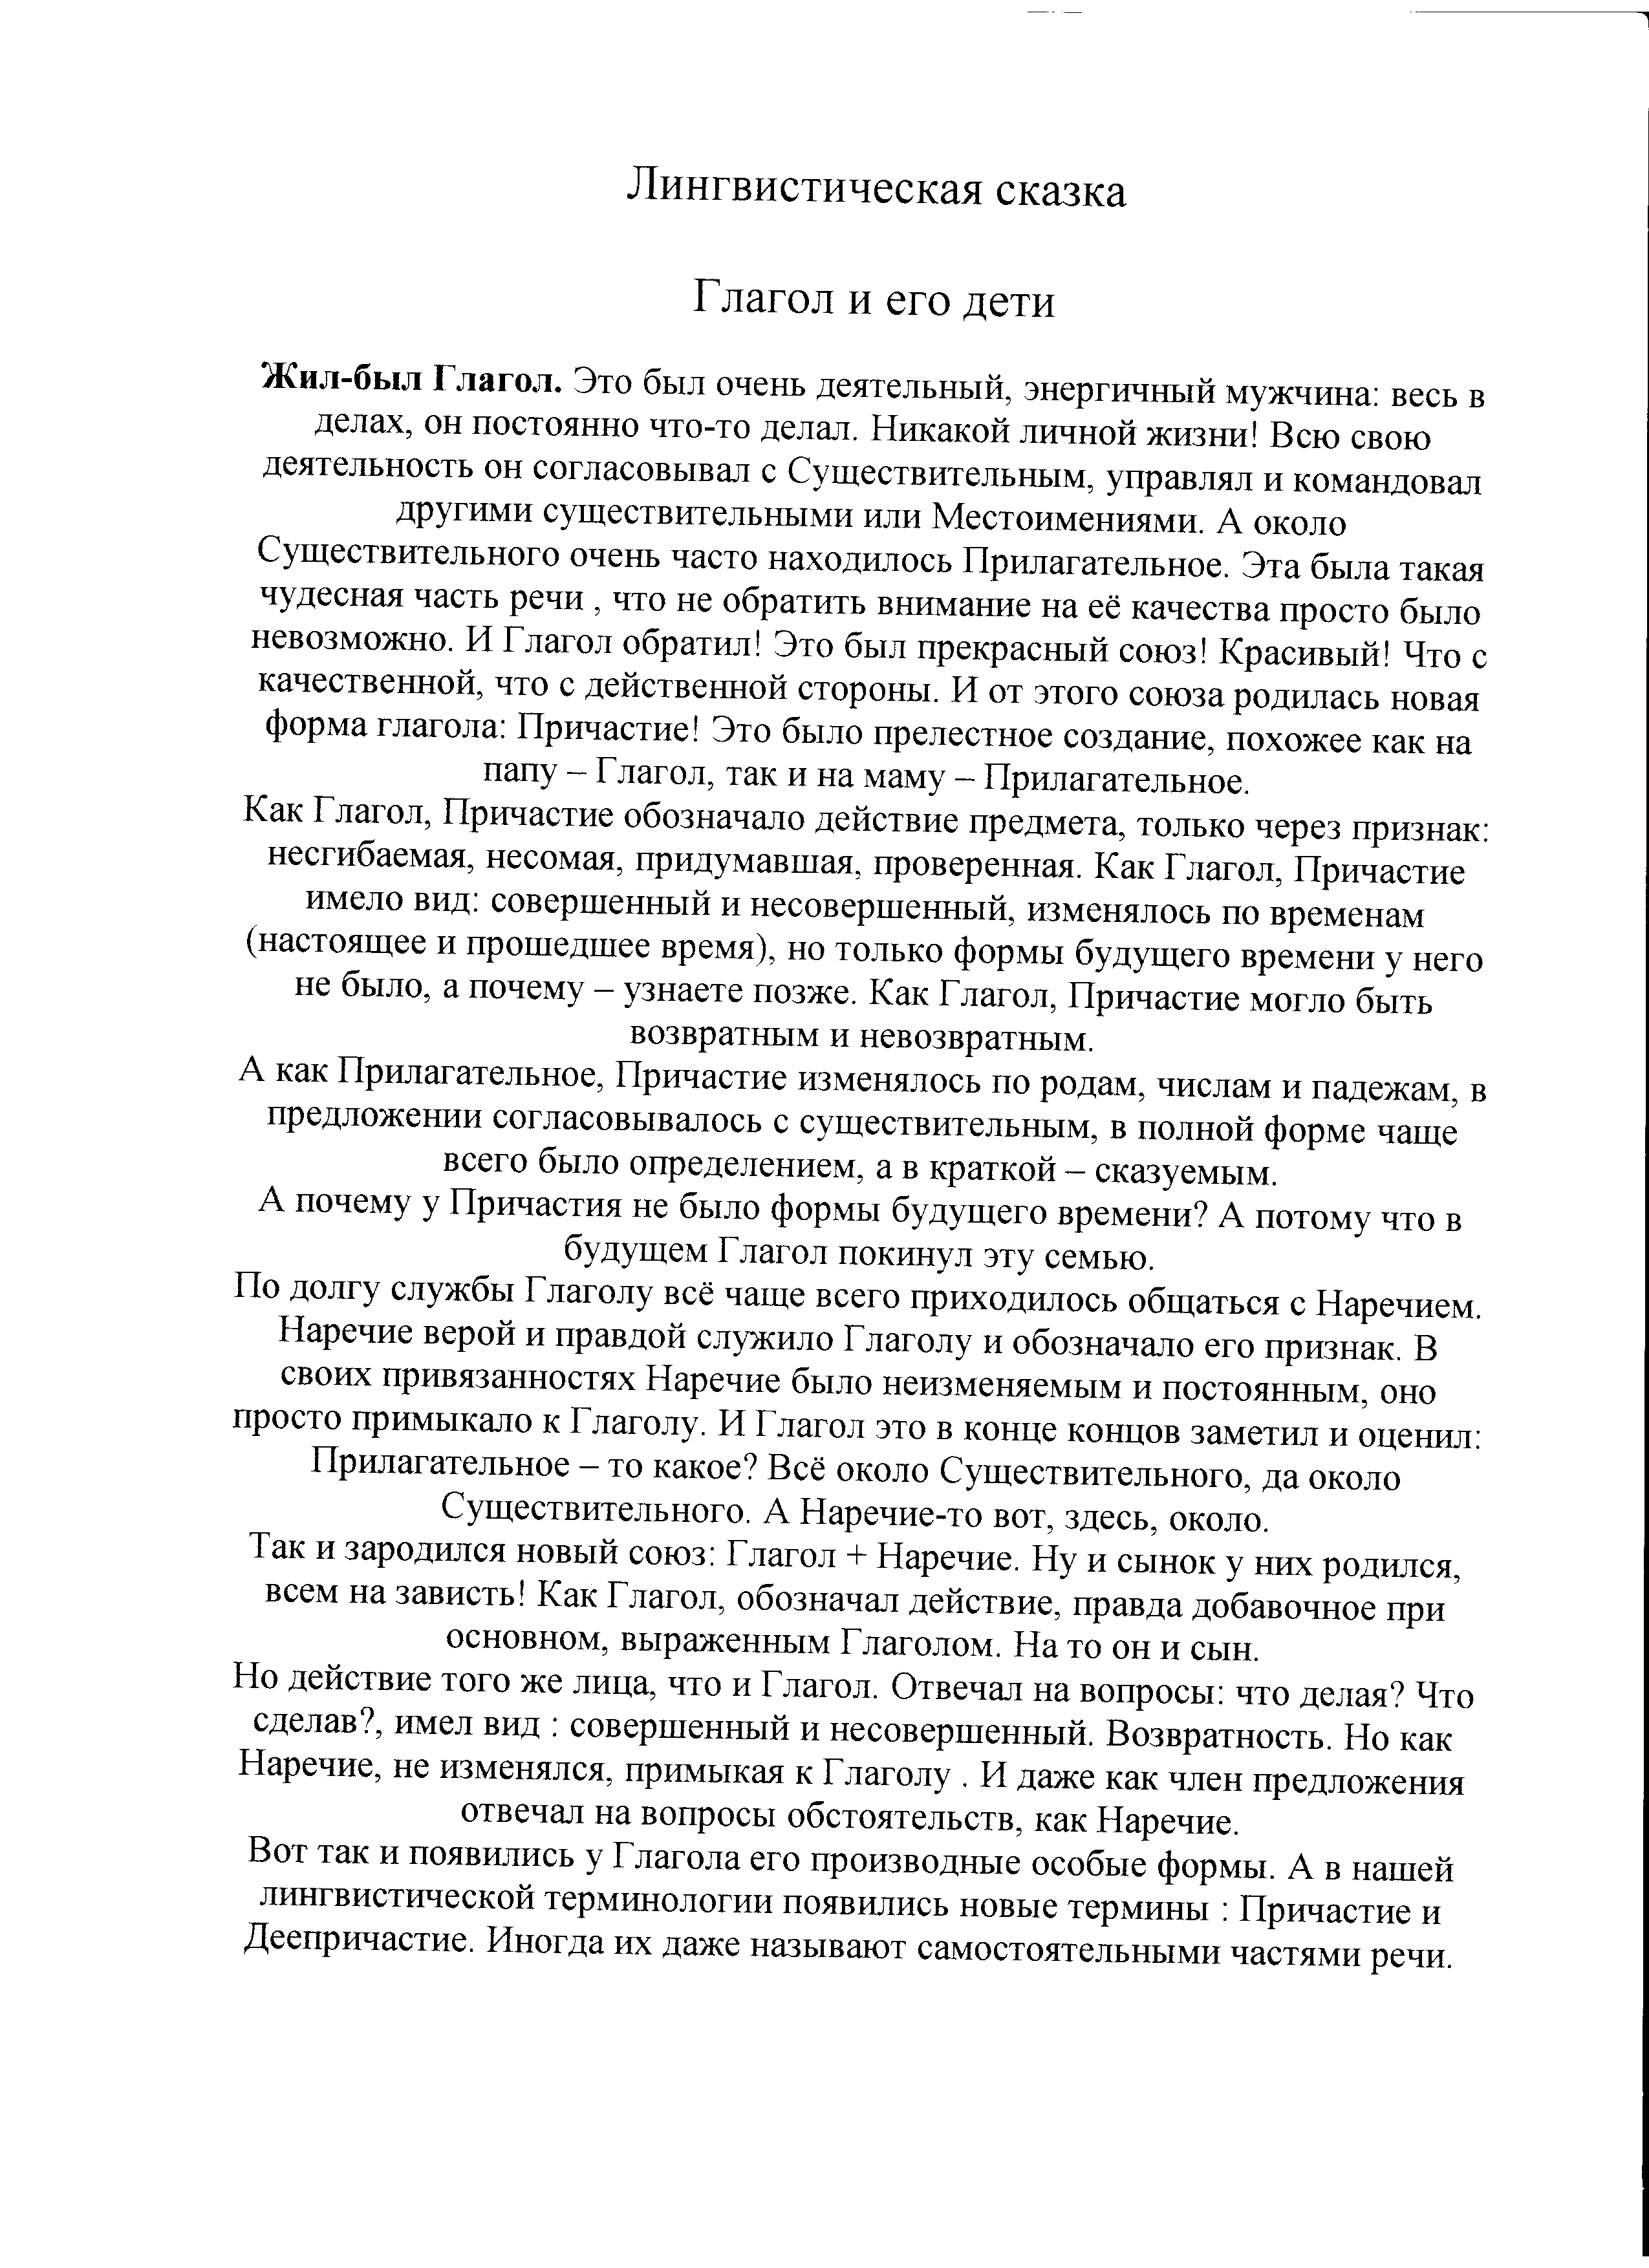 Лингвистическая сказка
Глагол и его дети
Жил-был Глагол. Это был очень деятельный, энергичный мужчина: весь в
делах, он постоянно что-то делал. Никакой личной жизни! Всю свою
деятельность он согласовывал с Существительным, управлял и командовал
другими существительными или Местоимениями. А около
Существительного очень часто находилось Прилагательное. Эта была такая
чудесная часть речи , что не обратить внимание на её качества просто было
невозможно. И Глагол обратил! Это был прекрасный союз! Красивый! Что с
качественной, что с действенной стороны. И от этого союза родилась новая
форма глагола: Причастие! Это было прелестное создание, похожее как на
папу – Глагол, так и на маму – Прилагательное.
Как Глагол, Причастие обозначало действие предмета, только через признак:
несгибаемая, несомая, придумавшая, проверенная. Как Глагол, Причастие
имело вид: совершенный и несовершенный, изменялось по временам
(настоящее и прошедшее время), но только формы будущего времени у него
не было, а почему – узнаете позже. Как Глагол, Причастие могло быть
возвратным и невозвратным.
А как Прилагательное, Причастие изменялось по родам, числам и падежам, в
предложении согласовывалось с существительным, в полной форме чаще
всего было определением, а в краткой – сказуемым.
А почему у Причастия не было формы будущего времени? А потому что в
будущем Глагол покинул эту семью.
По долгу службы Глаголу всё чаще всего приходилось общаться с Наречием.
Наречие верой и правдой служило Глаголу и обозначало его признак. В
своих привязанностях Наречие было неизменяемым и постоянным, оно
просто примыкало к Глаголу. И Глагол это в конце концов заметил и оценил:
Прилагательное – то какое? Всё около Существительного, да около
Существительного. А Наречие-то вот, здесь, около.
Так и зародился новый союз: Глагол + Наречие. Ну и сынок у них родился,
всем на зависть! Как Глагол, обозначал действие, правда добавочное при
основном, выраженным Глаголом. На то он и сын.
Но действие того же лица, что и Глагол. Отвечал на вопросы: что делая? Что
сделав?, имел вид : совершенный и несовершенный. Возвратность. Но как
Наречие, не изменялся, примыкая к Глаголу . И даже как член предложения
отвечал на вопросы обстоятельств, как Наречие.
Вот так и появились у Глагола его производные особые формы. А в нашей
лингвистической терминологии появились новые термины : Причастие и
Деепричастие. Иногда их даже называют самостоятельными частями речи.